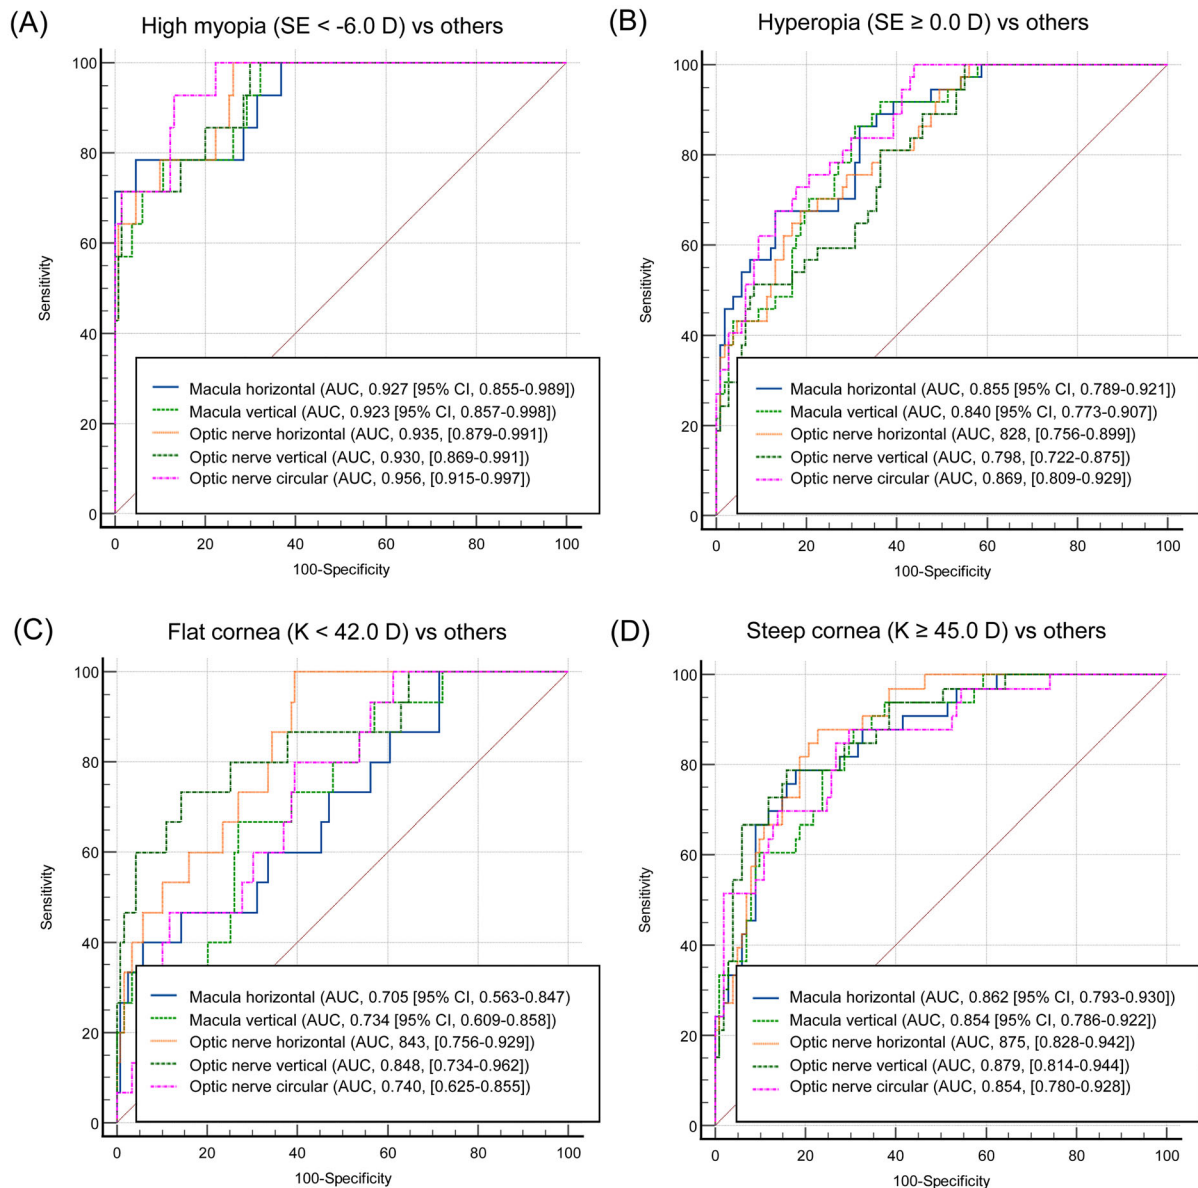 (A)
High myopia (SE < -6.0 D) vs others
100
80
60
40
20
0
Sensitivity
Macula horizontal (AUC, 0.927 [95% CI, 0.855-0.989])
Macula vertical (AUC, 0.923 [95% CI, 0.857-0.998])
Optic nerve horizontal (AUC, 0.935, [0.879-0.991])
Optic nerve vertical (AUC, 0.930, [0.869-0.991])
Optic nerve circular (AUC, 0.956, [0.915-0.997])
0 20 40 60 80 100
100-Specificity
(B)
Hyperopia (SE ≥ 0.0 D) vs others
100
80
60
40
20
0
Sensitivity
Macula horizontal (AUC, 0.855 [95% CI, 0.789-0.921])
Macula vertical (AUC, 0.840 [95% CI, 0.773-0.907])
Optic nerve horizontal (AUC, 828, [0.756-0.899])
Optic nerve vertical (AUC, 0.798, [0.722-0.875])
Optic nerve circular (AUC, 0.869, [0.809-0.929])
0 20 40 60 80 100
100-Specificity
(C)
Flat cornea (K < 42.0 D) vs others
100
80
60
40
20
0
Sensitivity
Macula horizontal (AUC, 0.705 [95% CI, 0.563-0.847)
Macula vertical (AUC, 0.734 [95% CI, 0.609-0.858])
Optic nerve horizontal (AUC, 843, [0.756-0.929])
Optic nerve vertical (AUC, 0.848, [0.734-0.962])
Optic nerve circular (AUC, 0.740, [0.625-0.855])
0 20 40 60 80 100
100-Specificity
(D)
Steep cornea (K ≥ 45.0 D) vs others
100
80
60
40
20
0
Sensitivity
Macula horizontal (AUC, 0.862 [95% CI, 0.793-0.930])
Macula vertical (AUC, 0.854 [95% CI, 0.786-0.922])
Optic nerve horizontal (AUC, 875, [0.828-0.942])
Optic nerve vertical (AUC, 0.879, [0.814-0.944])
Optic nerve circular (AUC, 0.854, [0.780-0.928])
0 20 40 60 80 100
100-Specificity